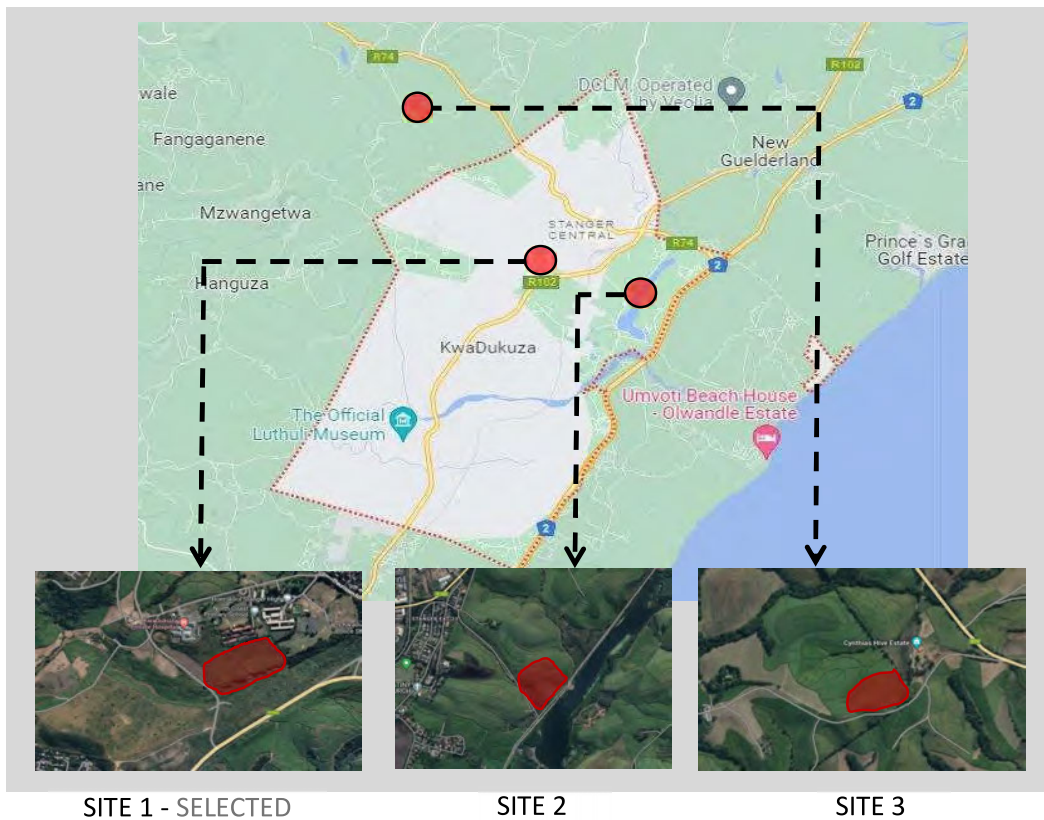 R74
DCLM, Operated
by Veolia
R102
2
wale
Fangaganene
New
Guelderland
ane
Mzwangetwa
STANGER
CENTRAL
R74
2
Prince`s Gra
Golf Estate
Hanguza
R102
KwaDukuza
Umvoti Beach House
- Olwandle Estate
The Official
Luthuli Museum
2
Cynthias Hive Estate
SITE 1 - SELECTED
SITE 2
SITE 3